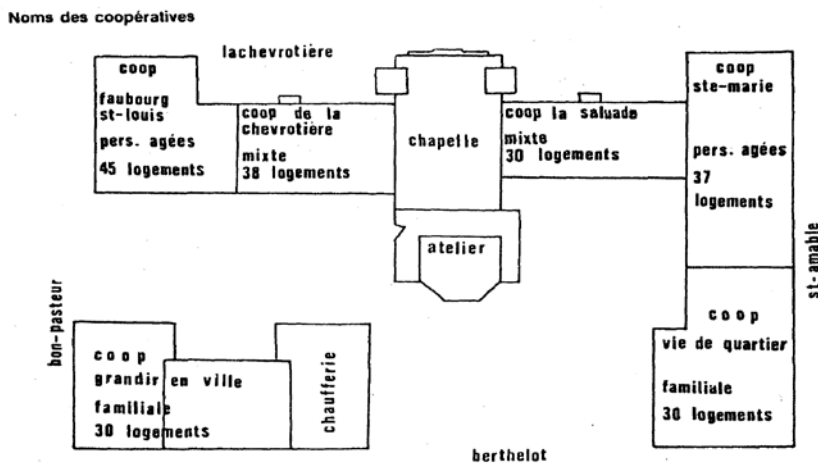 Noms des coopératives
lachevrotière
coop
faubourg
st-louis
pers. agées
45 logements
coop de la
chevrotière
mixte
38 logements
chapelle
coop la saluade
mixte
30 logements
coop
ste-marie
pers. agées
37
logements
atelier
st-amable
bon-pasteur
coop
grandir en ville
familiale
30 logements
chaufferie
coop
vie de quartier
familiale
30 logements
berthelot